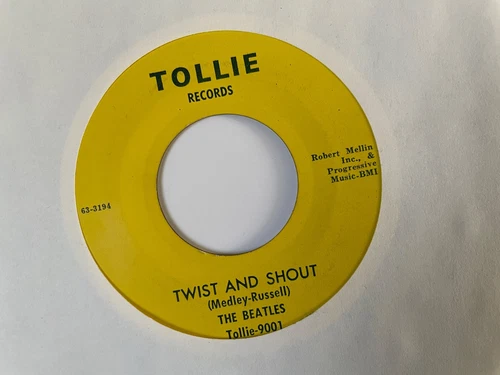 TOLLIE
RECORDS
Robert Mellin
Inc., &
Progressive
Music-BMI
63-3194
TWIST AND SHOUT
(Medley-Russell)
THE BEATLES
Tollie-9001